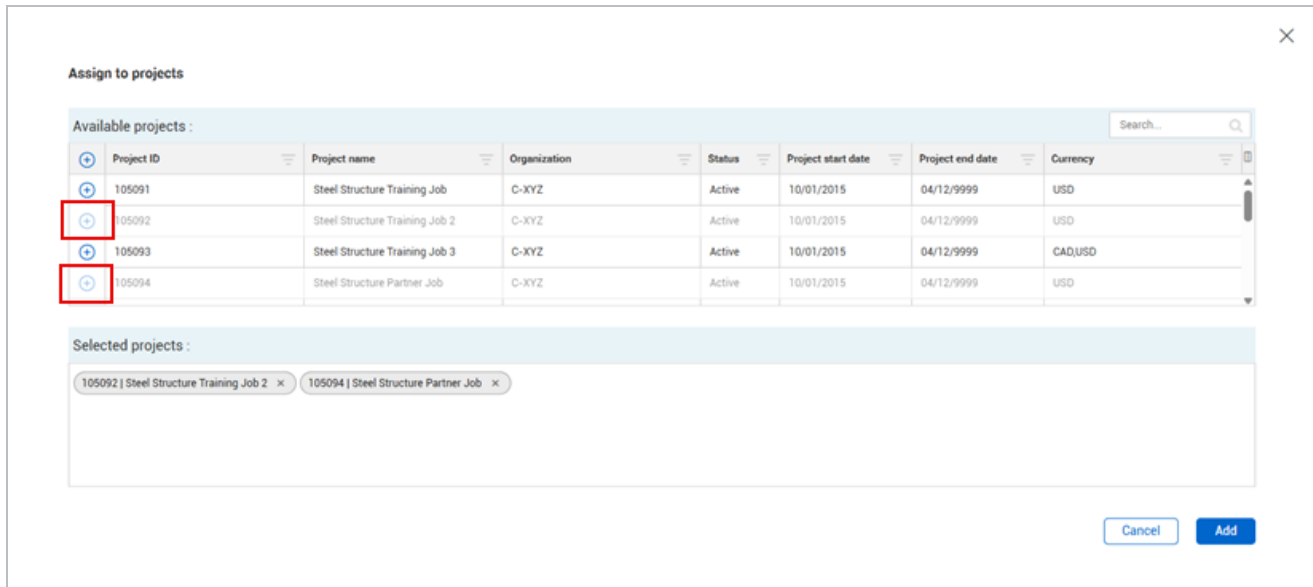 Assign to projects
Available projects :
Search...
Project ID Project name Organization Status Project start date Project end date Currency
105091 Steel Structure Training Job C-XYZ Active 10/01/2015 04/12/9999 USD
105092 Steel Structure Training Job 2 C-XYZ Active 10/01/2015 04/12/9999 USD
105093 Steel Structure Training Job 3 C-XYZ Active 10/01/2015 04/12/9999 CAD,USD
105094 Steel Structure Partner Job C-XYZ Active 10/01/2015 04/12/9999 USD
Selected projects :
105092 | Steel Structure Training Job 2 × 105094 | Steel Structure Partner Job ×
Cancel Add